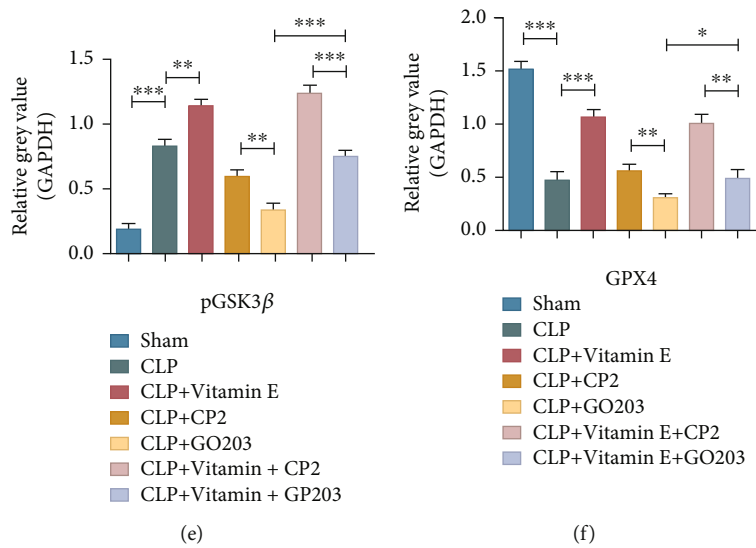 ***
***
**
***
**
1.5
1.0
0.5
0.0
Relative grey value
(GAPDH)
pGSK3β
Sham
CLP
CLP+Vitamin E
CLP+CP2
CLP+GO203
CLP+Vitamin + CP2
CLP+Vitamin + GP203
(e)
***
*
***
**
**
2.0
1.5
1.0
0.5
0.0
Relative grey value
(GAPDH)
GPX4
Sham
CLP
CLP+Vitamin E
CLP+CP2
CLP+GO203
CLP+Vitamin E+CP2
CLP+Vitamin E+GO203
(f)